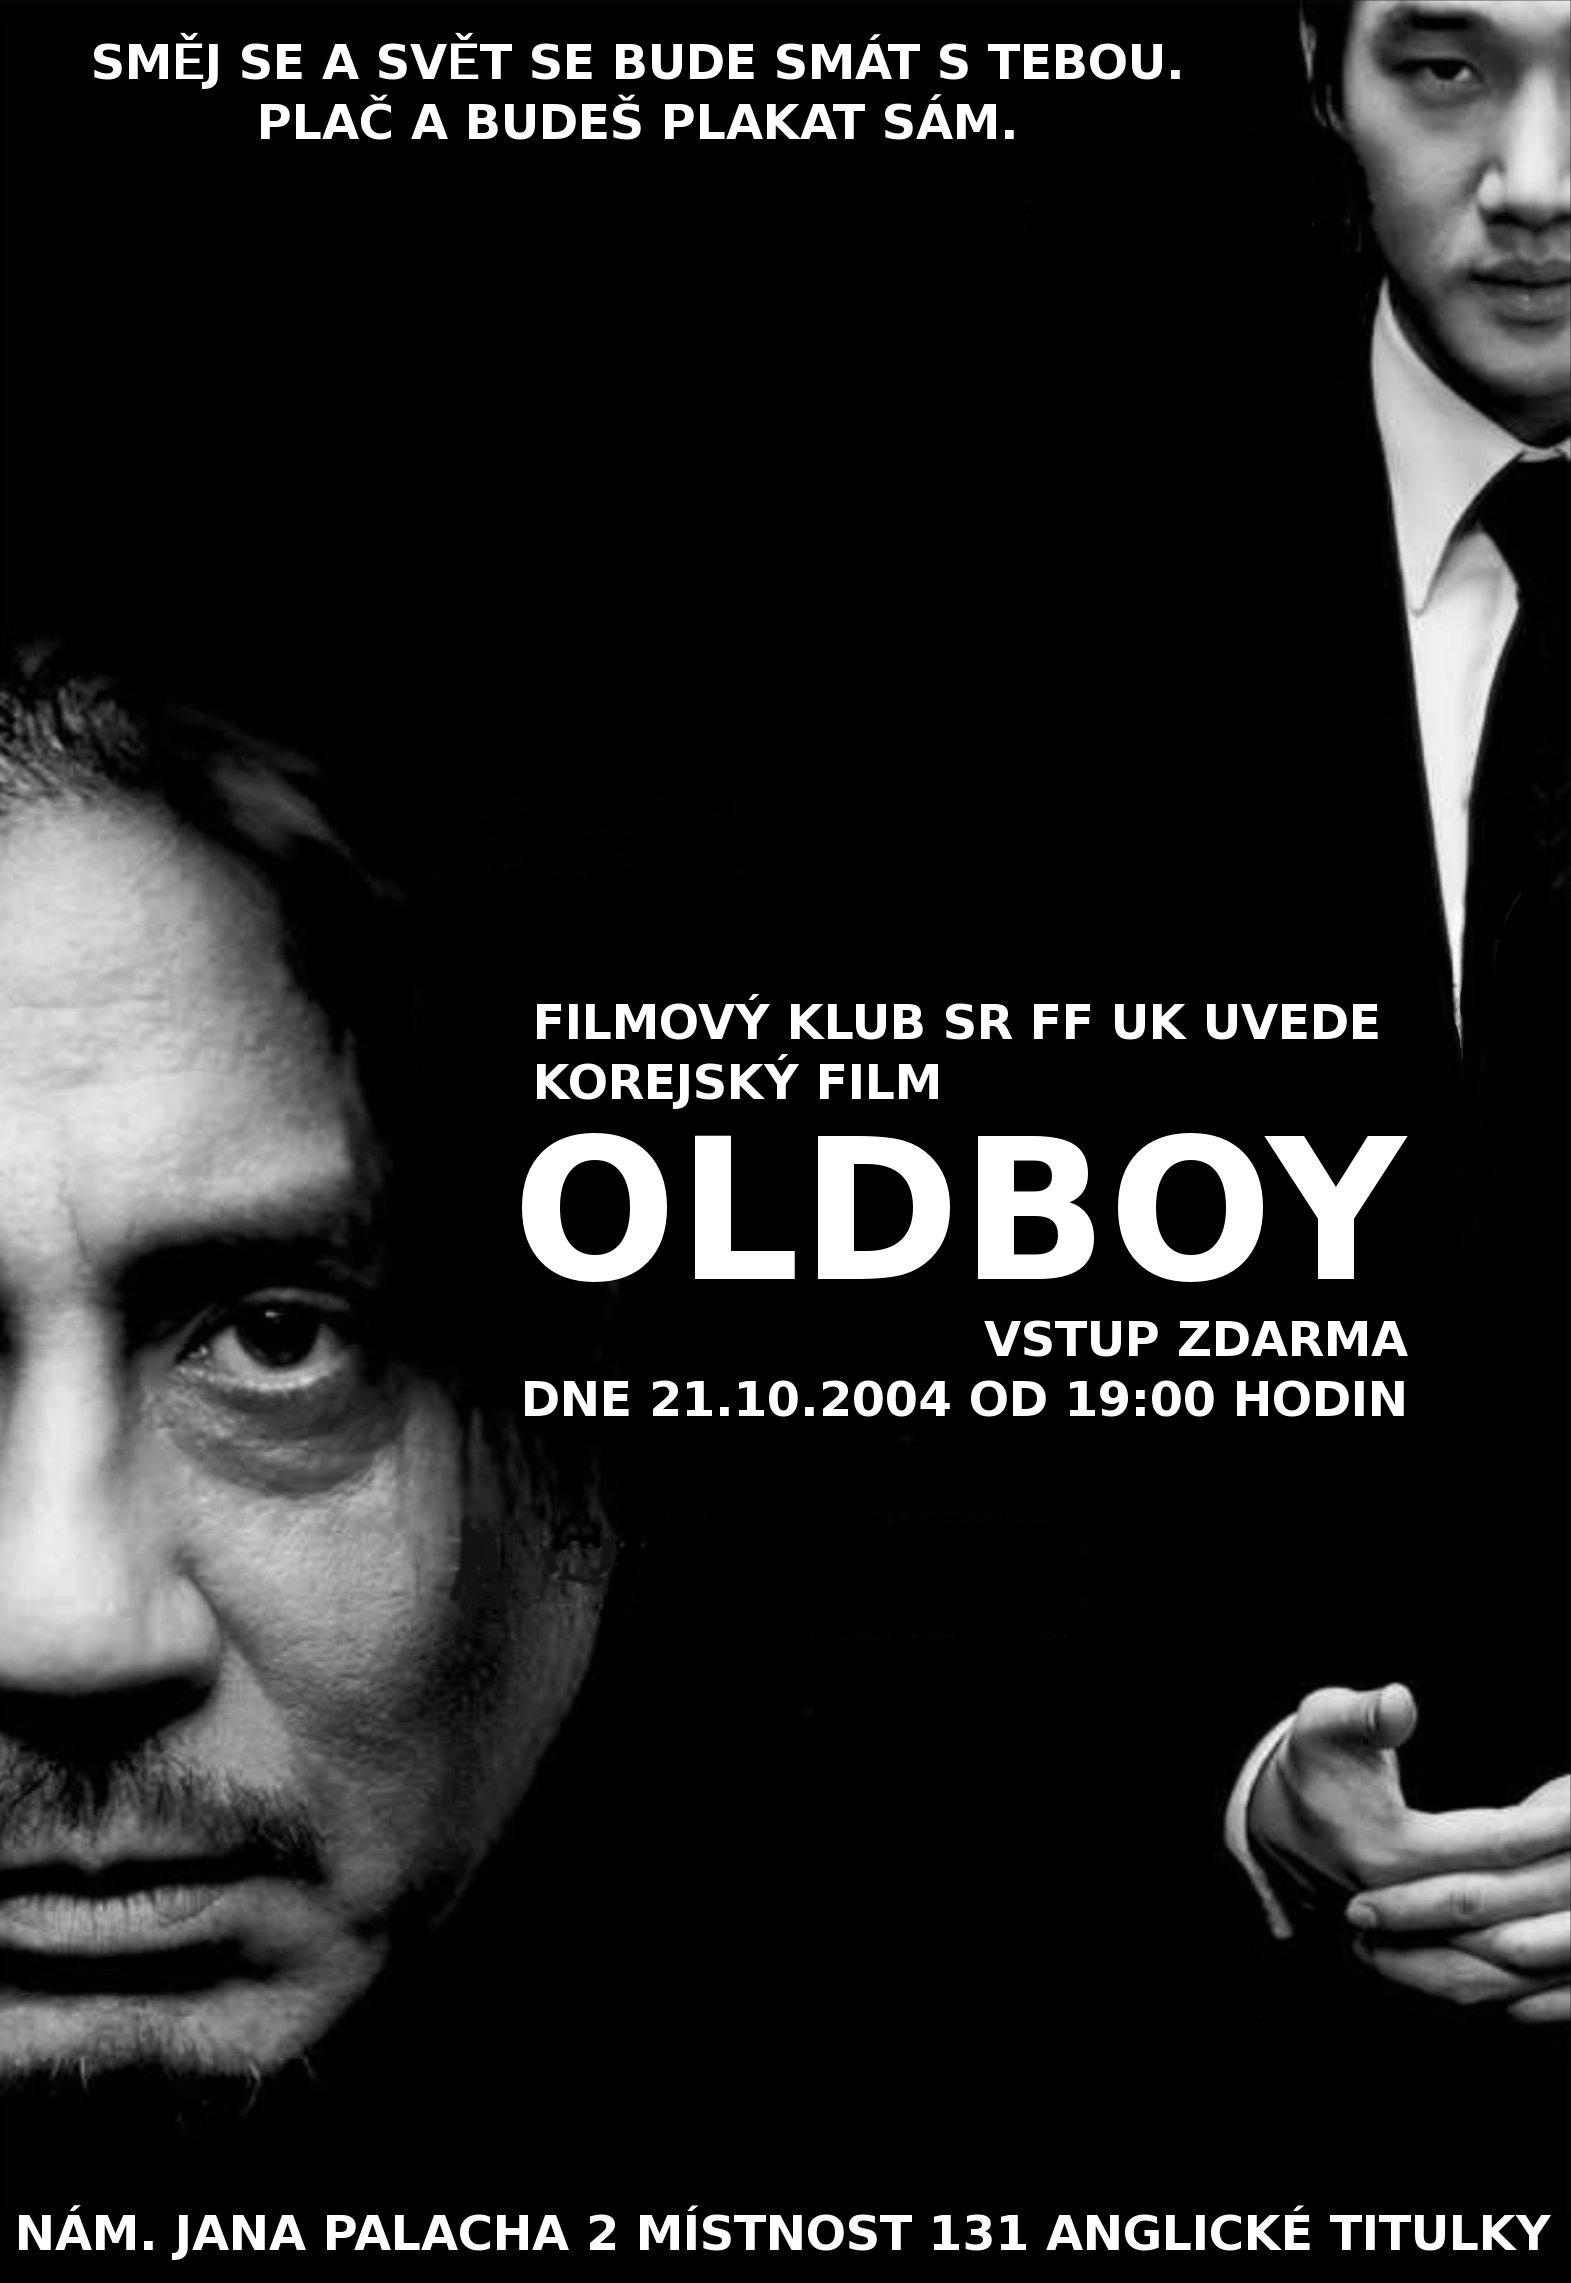 SMĚJ SE A SVĚT SE BUDE SMÁT S TEBOU.
PLAČ A BUDEŠ PLAKAT SÁM.
FILMOVÝ KLUB SR FF UK UVEDE
KOREJSKÝ FILM
OLDBOY
VSTUP ZDARMA
DNE 21.10.2004 OD 19:00 HODIN
NÁM. JANA PALACHA 2 MÍSTNOST 131 ANGLICKÉ TITULKY